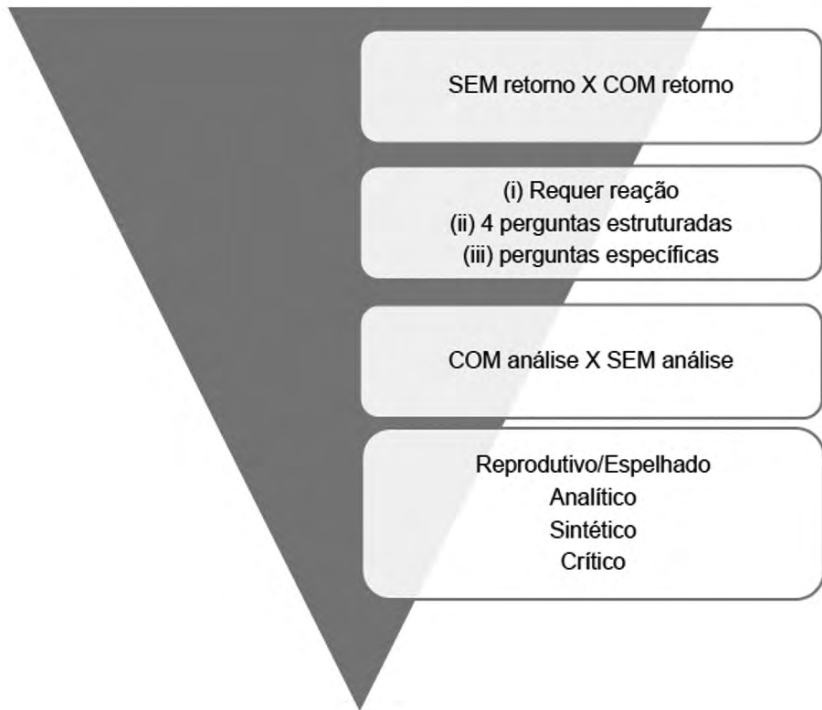 SEM retorno X COM retorno
(i) Requer reação
(ii) 4 perguntas estruturadas
(iii) perguntas específicas
COM análise X SEM análise
Reprodutivo/Espelhado
Analítico
Sintético
Crítico